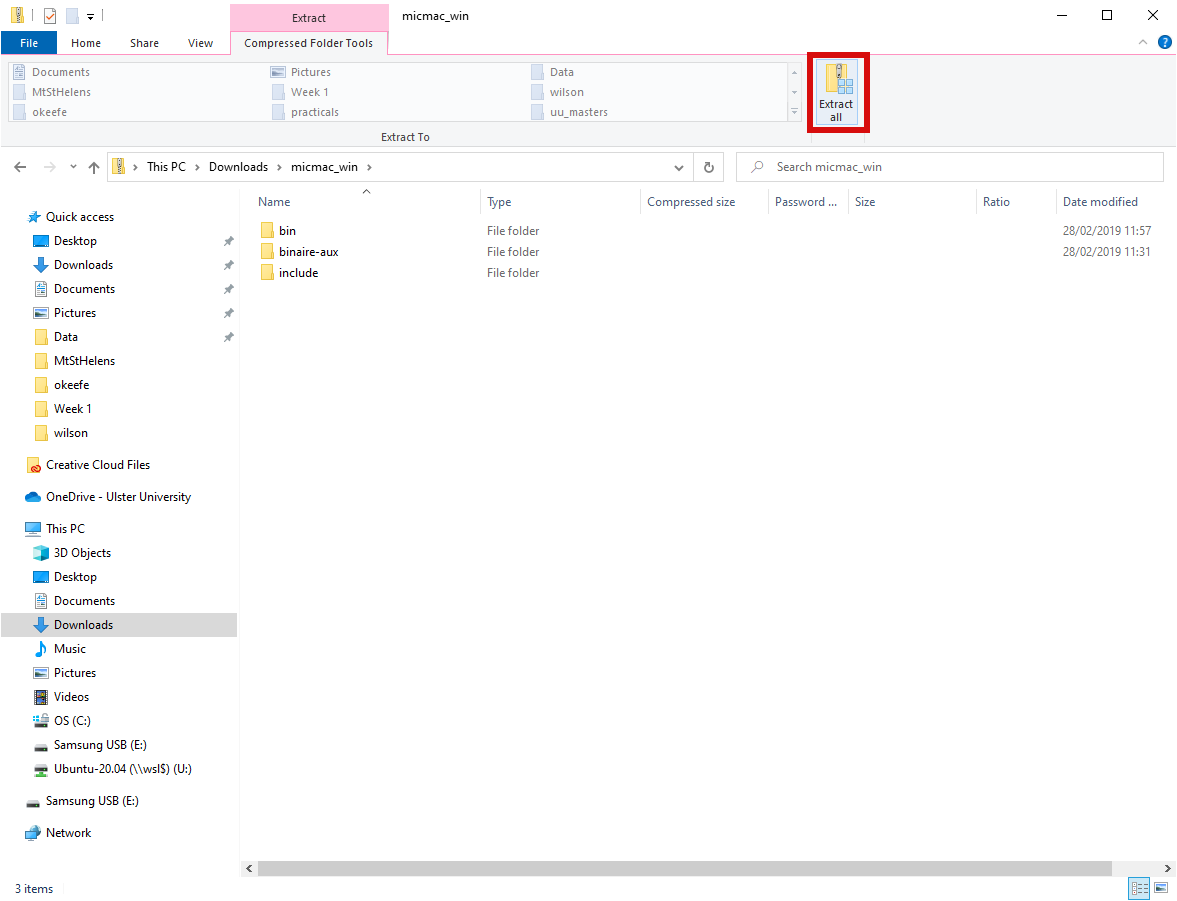 Extract
micmac_win
File Home Share View Compressed Folder Tools
Documents Pictures Data
MtStHelens Week 1 wilson
okeefe practicals uu_masters
Extract
all
Extract To
This PC Downloads micmac_win
Search micmac_win
Name Type Compressed size Password ... Size Ratio Date modified
bin File folder 28/02/2019 11:57
binaire-aux File folder 28/02/2019 11:31
include File folder
Quick access
Desktop
Downloads
Documents
Pictures
Data
MtStHelens
okeefe
Week 1
wilson
Creative Cloud Files
OneDrive - Ulster University
This PC
3D Objects
Desktop
Documents
Downloads
Music
Pictures
Videos
OS (C:)
Samsung USB (E:)
Ubuntu-20.04 (\\wsl$) (U:)
Samsung USB (E:)
Network
3 items